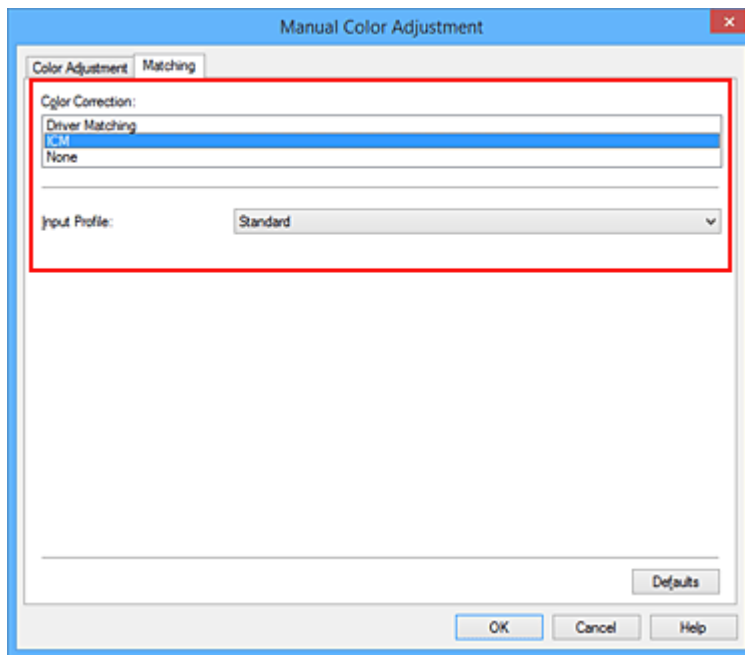 Manual Color Adjustment
Color Adjustment Matching
Color Correction:
Driver Matching
ICM
None
Input Profile: Standard
Defaults
OK Cancel Help